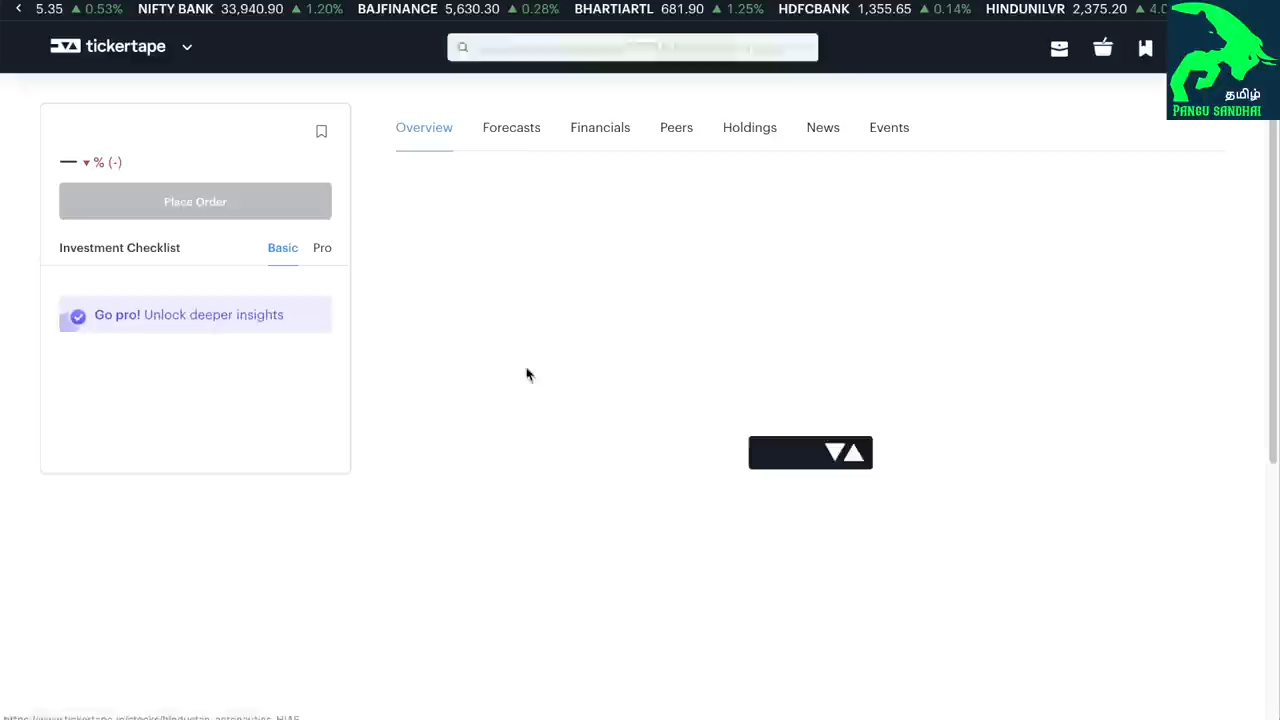 5.35 ▲ 0.53% NIFTY BANK 33,940.90 ▲ 1.20% BAJFINANCE 5,630.30 ▲ 0.28% BHARTIARTL 681.90 ▲ 1.25% HDFCBANK 1,355.65 ▲ 0.14% HINDUNILVR 2,375.20 ▲ 4.0
tickertape
தமிழ்
PANGU SANDHAI
Overview Forecasts Financials Peers Holdings News Events
— ▼ % (-)
Place Order
Investment Checklist Basic Pro
Go pro! Unlock deeper insights